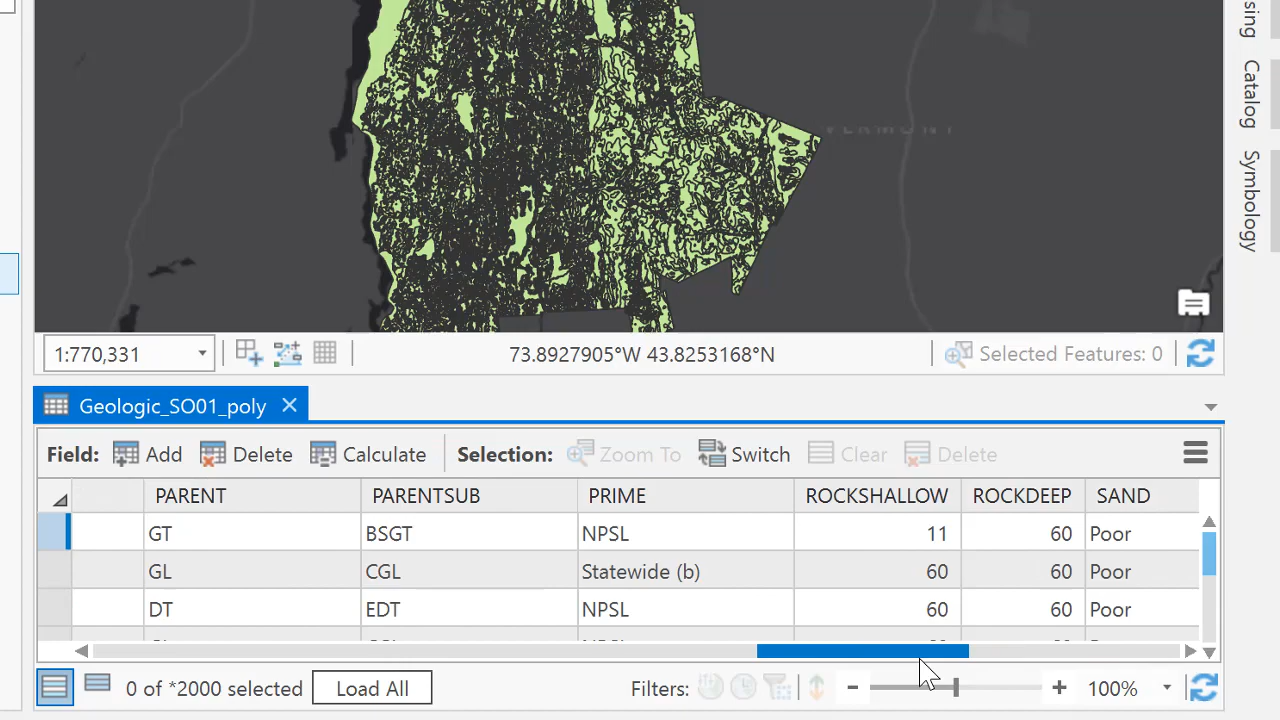 sing
Catalog
Symbology
VERMONT
1:770,331
73.8927905°W 43.8253168°N
Selected Features: 0
Geologic_SO01_poly
Field: Add Delete Calculate Selection: Zoom To Switch Clear Delete
PARENT PARENTSUB PRIME ROCKSHALLOW ROCKDEEP SAND
GT BSGT NPSL 11 60 Poor
GL CGL Statewide (b) 60 60 Poor
DT EDT NPSL 60 60 Poor
0 of *2000 selected Load All Filters: 100%